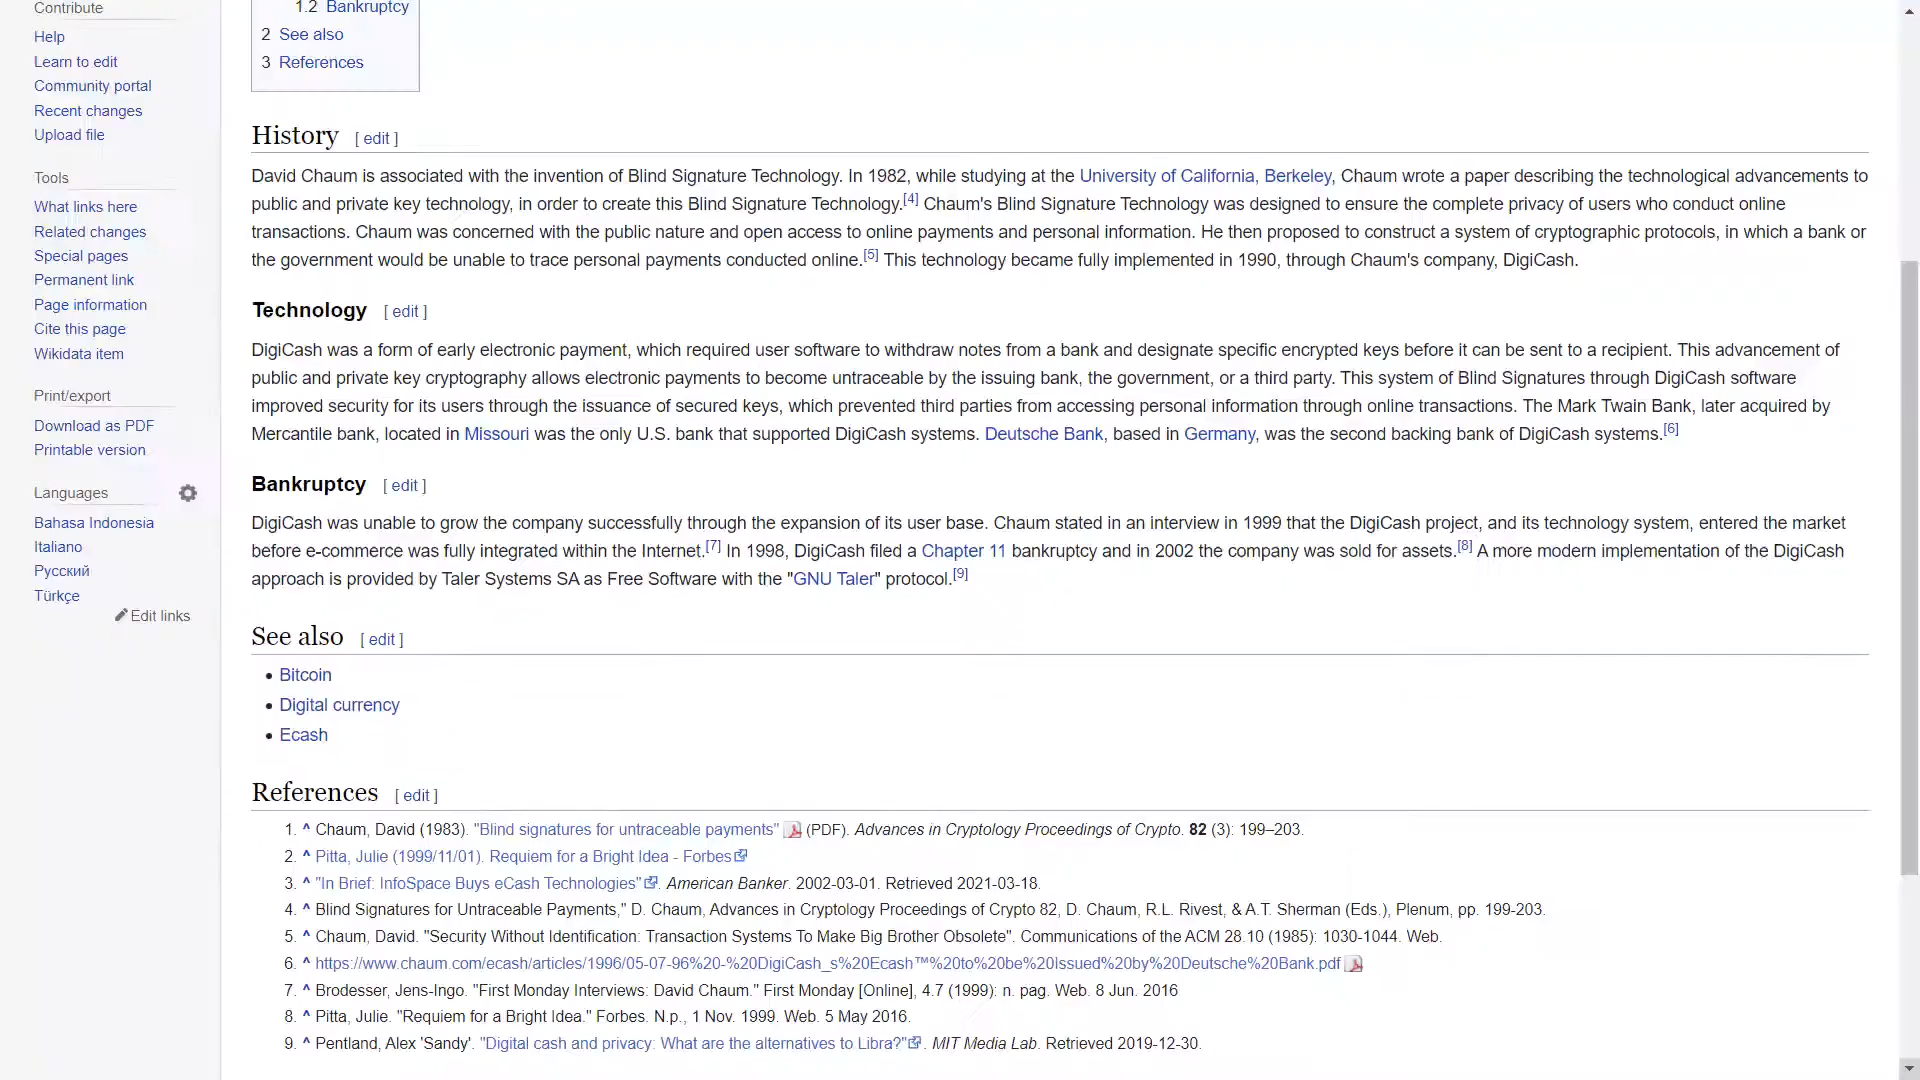 Contribute
Help
Learn to edit
Community portal
Recent changes
Upload file
Tools
What links here
Related changes
Special pages
Permanent link
Page information
Cite this page
Wikidata item
Print/export
Download as PDF
Printable version
Languages
Bahasa Indonesia
Italiano
Русский
Türkçe
Edit links
1.2 Bankruptcy
2 See also
3 References
History [ edit ]
David Chaum is associated with the invention of Blind Signature Technology. In 1982, while studying at the University of California, Berkeley, Chaum wrote a paper describing the technological advancements to
public and private key technology, in order to create this Blind Signature Technology.[4] Chaum's Blind Signature Technology was designed to ensure the complete privacy of users who conduct online
transactions. Chaum was concerned with the public nature and open access to online payments and personal information. He then proposed to construct a system of cryptographic protocols, in which a bank or
the government would be unable to trace personal payments conducted online.[5] This technology became fully implemented in 1990, through Chaum's company, DigiCash.
Technology [ edit ]
DigiCash was a form of early electronic payment, which required user software to withdraw notes from a bank and designate specific encrypted keys before it can be sent to a recipient. This advancement of
public and private key cryptography allows electronic payments to become untraceable by the issuing bank, the government, or a third party. This system of Blind Signatures through DigiCash software
improved security for its users through the issuance of secured keys, which prevented third parties from accessing personal information through online transactions. The Mark Twain Bank, later acquired by
Mercantile bank, located in Missouri was the only U.S. bank that supported DigiCash systems. Deutsche Bank, based in Germany, was the second backing bank of DigiCash systems.[6]
Bankruptcy [ edit ]
DigiCash was unable to grow the company successfully through the expansion of its user base. Chaum stated in an interview in 1999 that the DigiCash project, and its technology system, entered the market
before e-commerce was fully integrated within the Internet.[7] In 1998, DigiCash filed a Chapter 11 bankruptcy and in 2002 the company was sold for assets.[8] A more modern implementation of the DigiCash
approach is provided by Taler Systems SA as Free Software with the "GNU Taler" protocol.[9]
See also [ edit ]
• Bitcoin
• Digital currency
• Ecash
References [ edit ]
1. ^ Chaum, David (1983). "Blind signatures for untraceable payments" (PDF). Advances in Cryptology Proceedings of Crypto. 82 (3): 199–203.
2. ^ Pitta, Julie (1999/11/01). Requiem for a Bright Idea - Forbes
3. ^ "In Brief: InfoSpace Buys eCash Technologies". American Banker. 2002-03-01. Retrieved 2021-03-18.
4. ^ Blind Signatures for Untraceable Payments," D. Chaum, Advances in Cryptology Proceedings of Crypto 82, D. Chaum, R.L. Rivest, & A.T. Sherman (Eds.), Plenum, pp. 199-203.
5. ^ Chaum, David. "Security Without Identification: Transaction Systems To Make Big Brother Obsolete". Communications of the ACM 28.10 (1985): 1030-1044. Web.
6. ^ https://www.chaum.com/ecash/articles/1996/05-07-96%20-%20DigiCash_s%20Ecash™%20to%20be%20Issued%20by%20Deutsche%20Bank.pdf
7. ^ Brodesser, Jens-Ingo. "First Monday Interviews: David Chaum." First Monday [Online], 4.7 (1999): n. pag. Web. 8 Jun. 2016
8. ^ Pitta, Julie. "Requiem for a Bright Idea." Forbes. N.p., 1 Nov. 1999. Web. 5 May 2016.
9. ^ Pentland, Alex 'Sandy'. "Digital cash and privacy: What are the alternatives to Libra?". MIT Media Lab. Retrieved 2019-12-30.